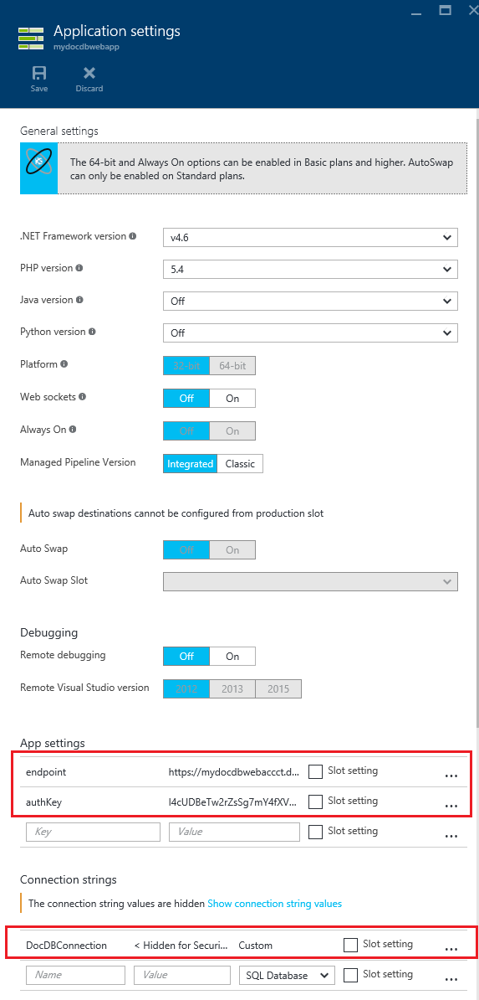 Application settings
mydocdbwebapp
Save Discard
General settings
The 64-bit and Always On options can be enabled in Basic plans and higher. AutoSwap
can only be enabled on Standard plans.
.NET Framework version v4.6
PHP version 5.4
Java version Off
Python version Off
Platform 32-bit 64-bit
Web sockets Off On
Always On Off On
Managed Pipeline Version Integrated Classic
Auto swap destinations cannot be configured from production slot
Auto Swap Off On
Auto Swap Slot
Debugging
Remote debugging Off On
Remote Visual Studio version 2012 2013 2015
App settings
endpoint https://mydocdbwebaccct.d... Slot setting ...
authKey l4cUDBeTw2rZsSg7mY4fXV... Slot setting ...
Key Value Slot setting ...
Connection strings
The connection string values are hidden Show connection string values
DocDBConnection < Hidden for Securi... Custom Slot setting ...
Name Value SQL Database Slot setting ...